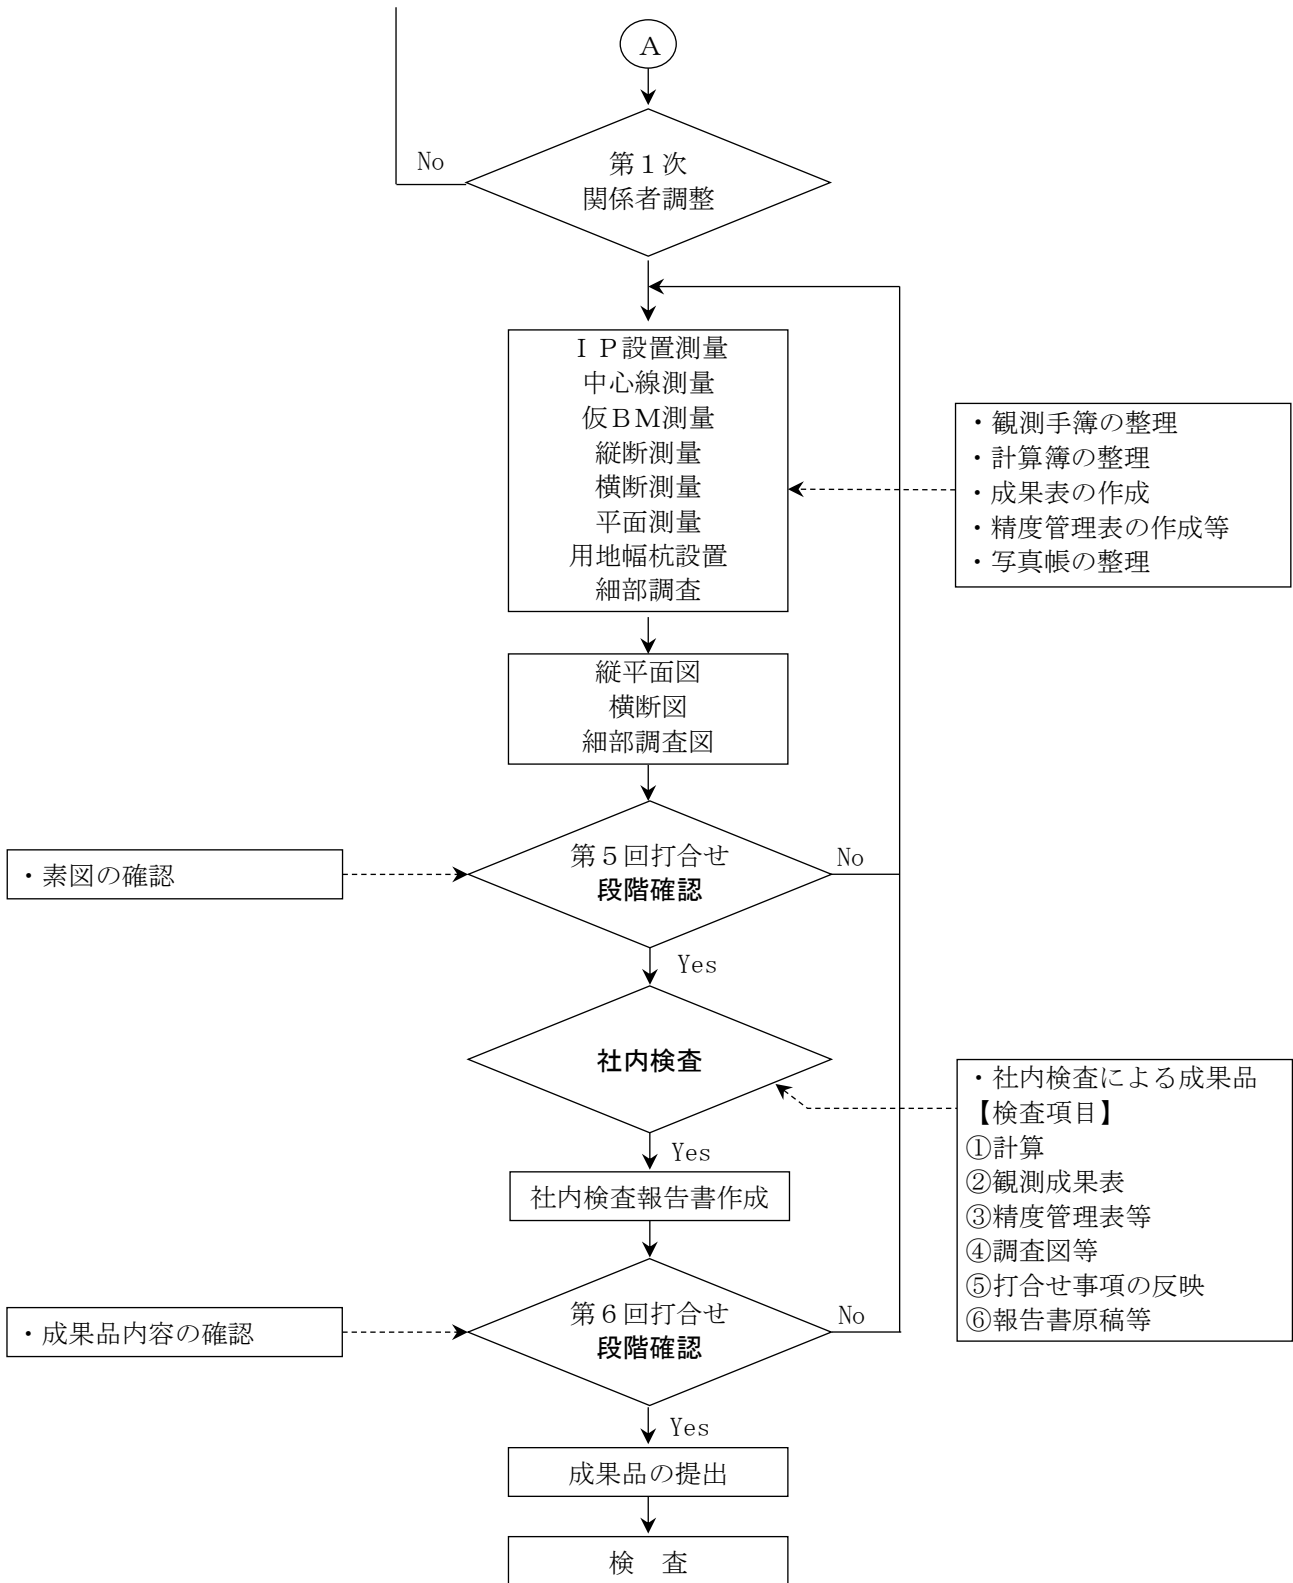 A
No
第１次
関係者調整
ＩＰ設置測量
中心線測量
仮ＢＭ測量
縦断測量
横断測量
平面測量
用地幅杭設置
細部調査
・観測手簿の整理
・計算簿の整理
・成果表の作成
・精度管理表の作成等
・写真帳の整理
縦平面図
横断図
細部調査図
・素図の確認
第５回打合せ
段階確認
No
Yes
社内検査
・社内検査による成果品
【検査項目】
①計算
②観測成果表
③精度管理表等
④調査図等
⑤打合せ事項の反映
⑥報告書原稿等
Yes
社内検査報告書作成
・成果品内容の確認
第６回打合せ
段階確認
No
Yes
成果品の提出
検　査